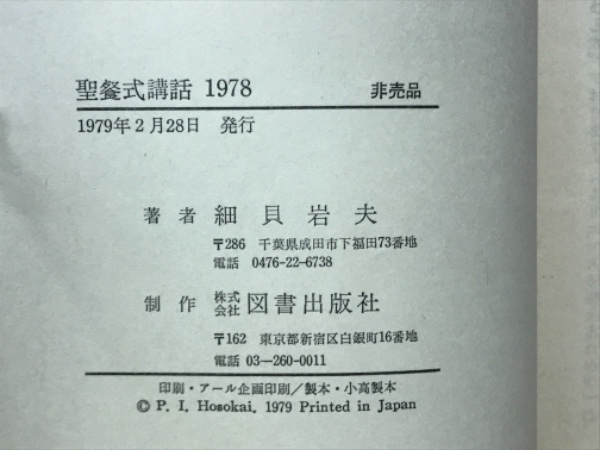 聖餐式講話 1978 非売品
1979年2月28日 発行
著者 細貝岩夫
〒286 千葉県成田市下福田73番地
電話 0476-22-6738
制作 株式会社 図書出版社
〒162 東京都新宿区白銀町16番地
電話 03—260-0011
印刷・アール企画印刷／製本・小高製本
© P. I. Hosokai, 1979 Printed in Japan